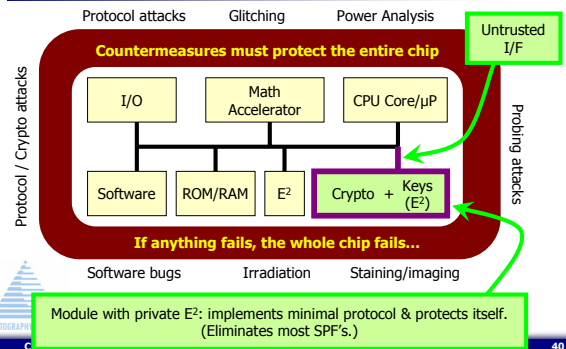 Protocol attacks Glitching Power Analysis
Untrusted
I/F
Countermeasures must protect the entire chip
Protocol / Crypto attacks
Probing attacks
I/O
Math
Accelerator
CPU Core/µP
Software
ROM/RAM
E²
Crypto + Keys
(E²)
If anything fails, the whole chip fails…
Software bugs Irradiation Staining/imaging
Module with private E²: implements minimal protocol & protects itself.
(Eliminates most SPF's.)
40